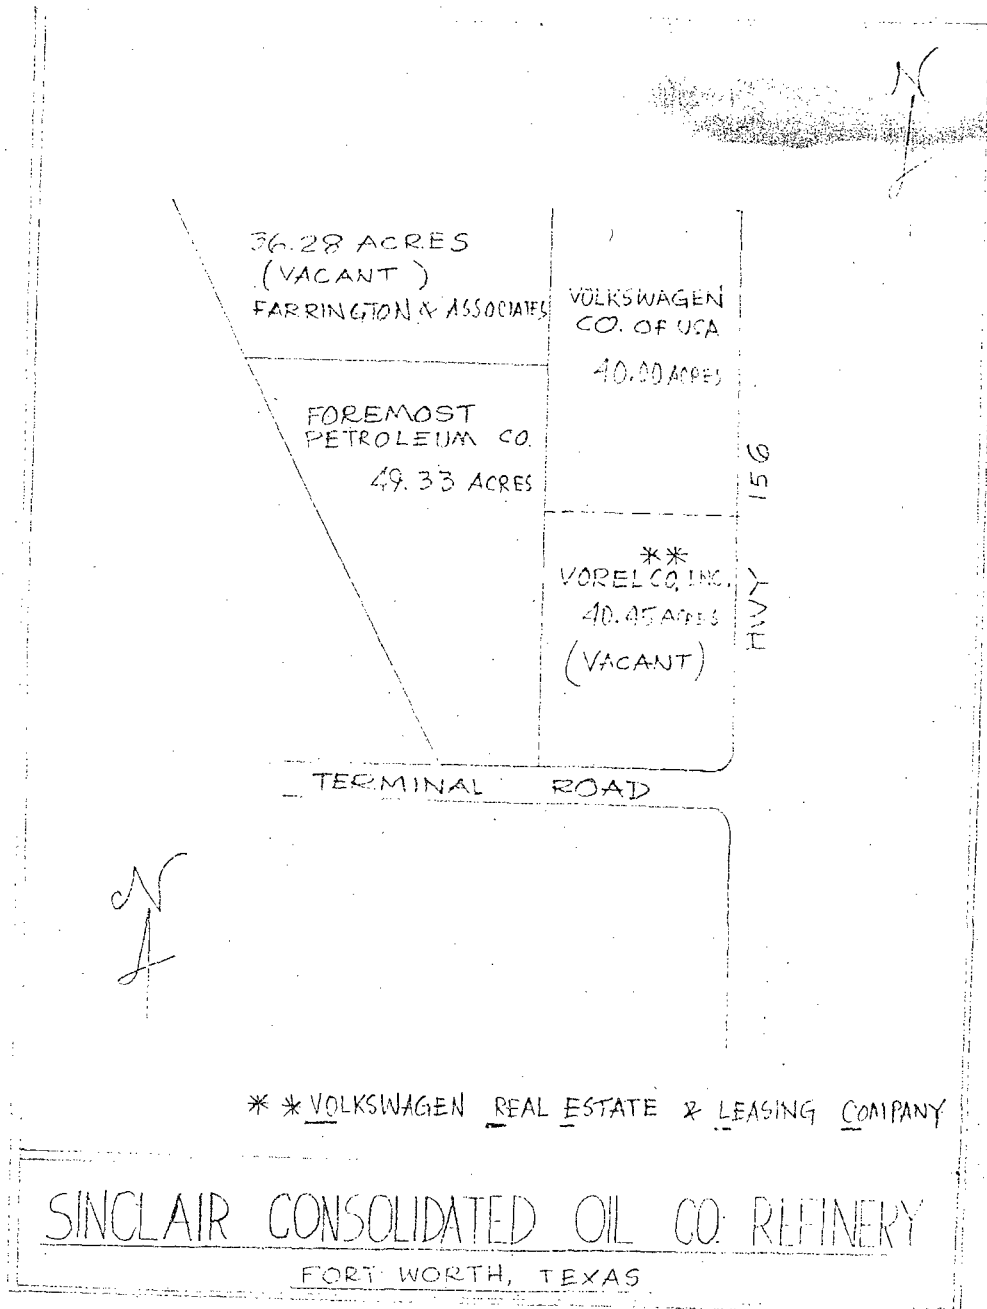 N
36.28 ACRES
(VACANT )
FARRINGTON & ASSOCIATES
VOLKSWAGEN
CO. OF USA
40.00 ACRES
FOREMOST
PETROLEUM CO.
49.33 ACRES
HWY 156
**
VORELCO, INC.
40.45 ACRES
(VACANT)
TERMINAL ROAD
N
** VOLKSWAGEN REAL ESTATE & LEASING COMPANY
SINCLAIR CONSOLIDATED OIL CO. REFINERY
FORT WORTH, TEXAS